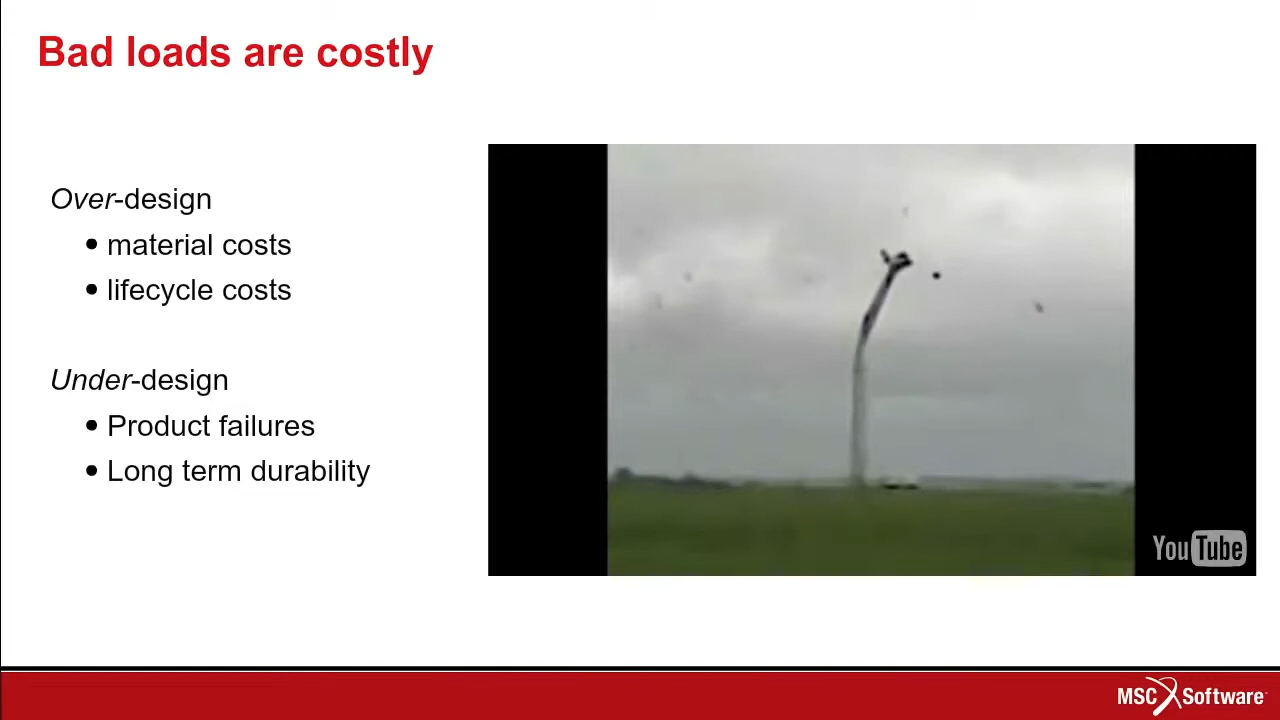 Bad loads are costly
Over-design
• material costs
• lifecycle costs
Under-design
• Product failures
• Long term durability
YouTube
MSC Software